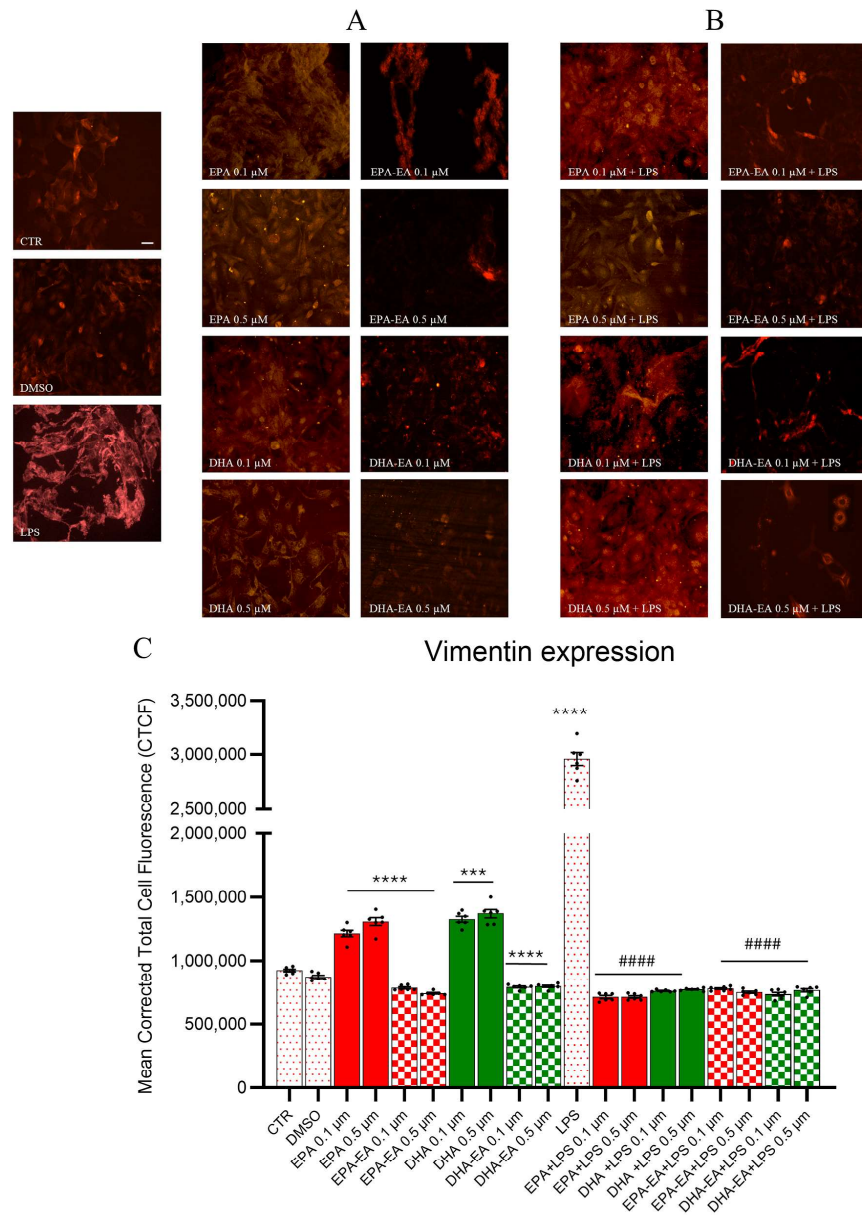 A
B
CTR
DMSO
LPS
EPA 0.1 µM
EPA-EA 0.1 µM
EPA 0.5 µM
EPA-EA 0.5 µM
DHA 0.1 µM
DHA-EA 0.1 µM
DHA 0.5 µM
DHA-EA 0.5 µM
EPA 0.1 µM + LPS
EPA-EA 0.1 µM + LPS
EPA 0.5 µM + LPS
EPA-EA 0.5 µM + LPS
DHA 0.1 µM + LPS
DHA-EA 0.1 µM + LPS
DHA 0.5 µM + LPS
DHA-EA 0.5 µM + LPS
C
Vimentin expression
Mean Corrected Total Cell Fluorescence (CTCF)
3,500,000
3,000,000
2,500,000
2,000,000
1,500,000
1,000,000
500,000
0
****
***
****
****
####
####
CTR
DMSO
EPA 0.1 µm
EPA 0.5 µm
EPA-EA 0.1 µm
EPA-EA 0.5 µm
DHA 0.1 µm
DHA 0.5 µm
DHA-EA 0.1 µm
DHA-EA 0.5 µm
LPS
EPA+LPS 0.1 µm
EPA+LPS 0.5 µm
DHA +LPS 0.1 µm
DHA +LPS 0.5 µm
EPA-EA+LPS 0.1 µm
EPA-EA+LPS 0.5 µm
DHA-EA+LPS 0.1 µm
DHA-EA+LPS 0.5 µm